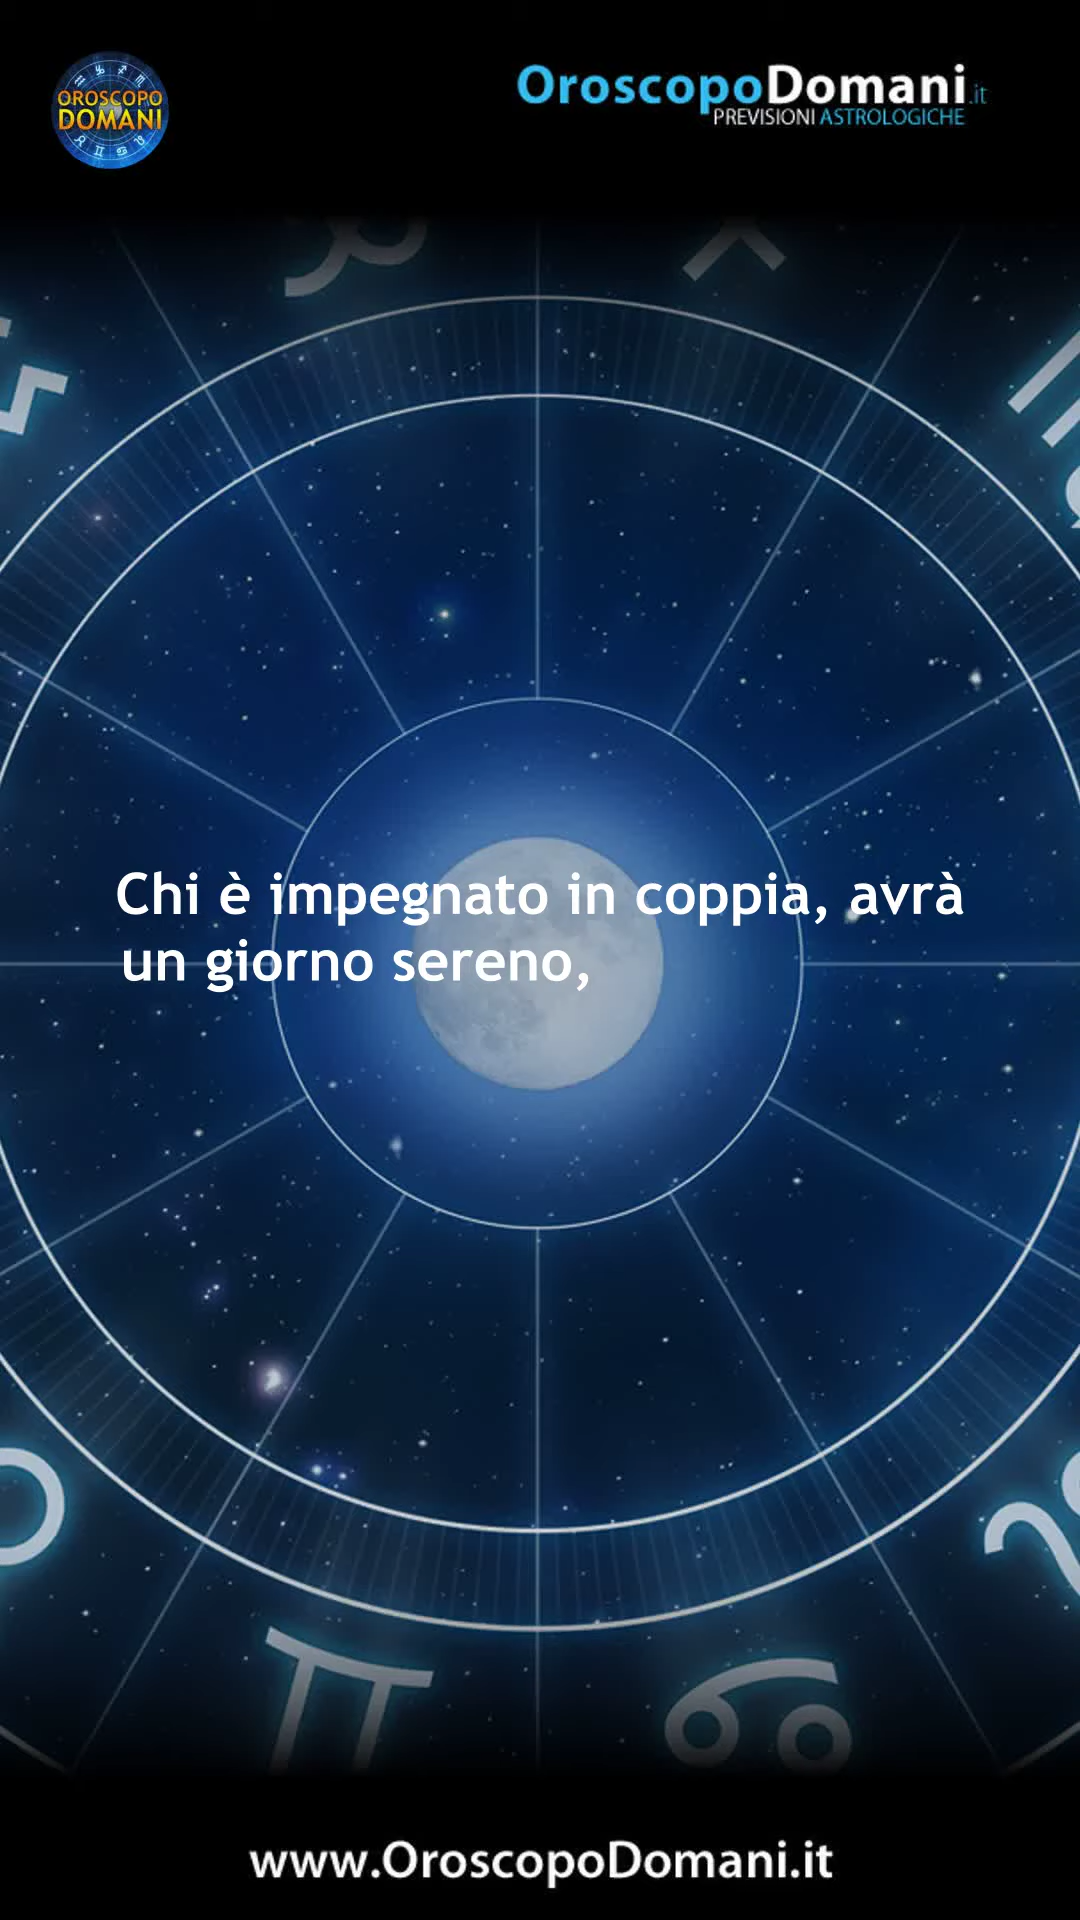 OROSCOPO
DOMANI
OroscopoDomani.it
PREVISIONI ASTROLOGICHE
Chi è impegnato in coppia, avrà
un giorno sereno,
www.OroscopoDomani.it